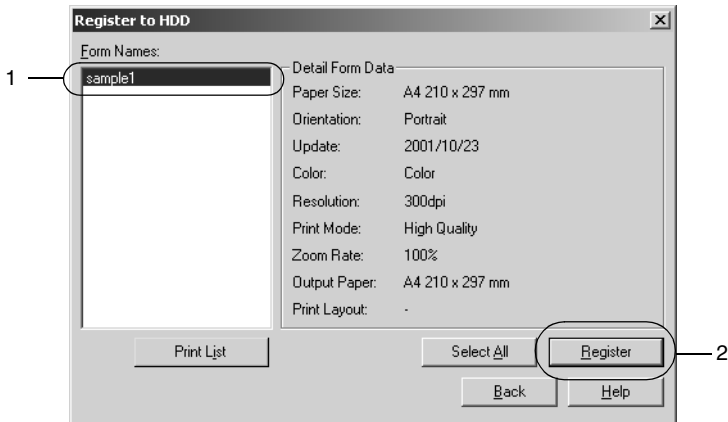 Register to HDD
Form Names:
1
sample1
Detail Form Data
Paper Size: A4 210 x 297 mm
Orientation: Portrait
Update: 2001/10/23
Color: Color
Resolution: 300dpi
Print Mode: High Quality
Zoom Rate: 100%
Output Paper: A4 210 x 297 mm
Print Layout: -
Print List
Select All
Register
2
Back
Help